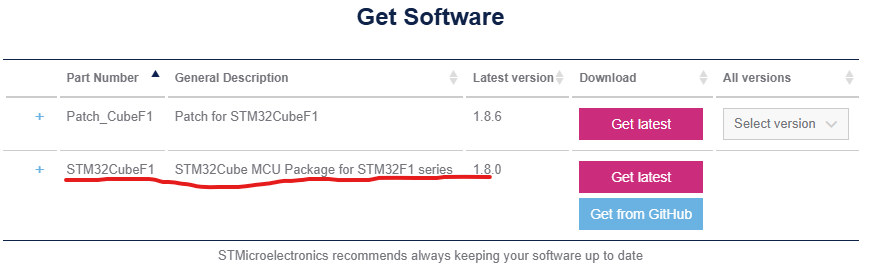 Get Software
Part Number General Description Latest version Download All versions
+ Patch_CubeF1 Patch for STM32CubeF1 1.8.6 Get latest Select version
+ STM32CubeF1 STM32Cube MCU Package for STM32F1 series 1.8.0 Get latest
Get from GitHub
STMicroelectronics recommends always keeping your software up to date